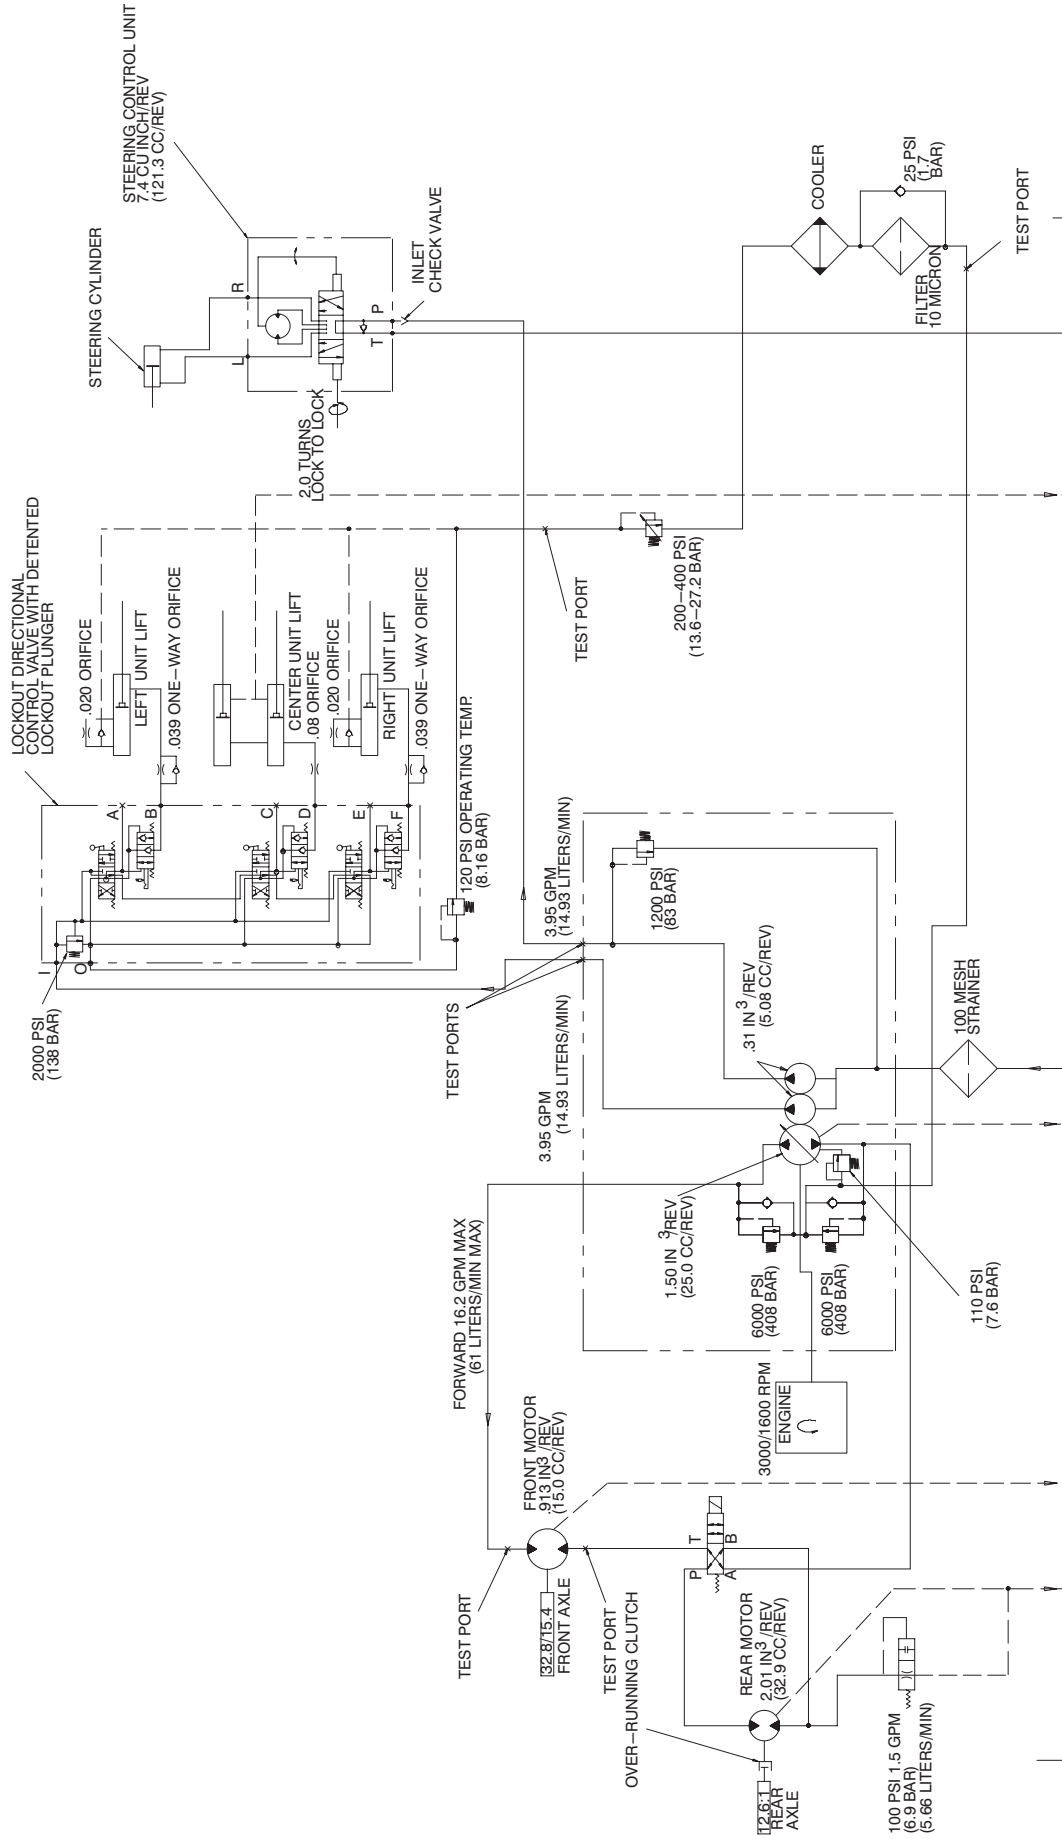 STEERING CONTROL UNIT
7.4 CU INCH/REV
(121.3 CC/REV)
STEERING CYLINDER
L
R
T
P
INLET
CHECK VALVE
2.0 TURNS
LOCK TO LOCK
COOLER
25 PSI
(1.7
BAR)
FILTER
10 MICRON
TEST PORT
LOCKOUT DIRECTIONAL
CONTROL VALVE WITH DETENTED
LOCKOUT PLUNGER
.020 ORIFICE
LEFT UNIT LIFT
.039 ONE-WAY ORIFICE
CENTER UNIT LIFT
.08 ORIFICE
.020 ORIFICE
RIGHT UNIT LIFT
.039 ONE-WAY ORIFICE
A
B
C
D
E
F
I
O
2000 PSI
(138 BAR)
120 PSI OPERATING TEMP.
(8.16 BAR)
TEST PORT
200-400 PSI
(13.6-27.2 BAR)
TEST PORTS
3.95 GPM
(14.93 LITERS/MIN)
3.95 GPM
(14.93 LITERS/MIN)
1200 PSI
(83 BAR)
.31 IN3/REV
(5.08 CC/REV)
100 MESH
STRAINER
FORWARD 16.2 GPM MAX
(61 LITERS/MIN MAX)
1.50 IN3/REV
(25.0 CC/REV)
6000 PSI
(408 BAR)
6000 PSI
(408 BAR)
110 PSI
(7.6 BAR)
3000/1600 RPM
ENGINE
FRONT MOTOR
.913 IN3/REV
(15.0 CC/REV)
TEST PORT
32.8/15.4
FRONT AXLE
TEST PORT
P
T
A
B
OVER-RUNNING CLUTCH
REAR MOTOR
2.01 IN3/REV
(32.9 CC/REV)
12.6:1
REAR
AXLE
100 PSI 1.5 GPM
(6.9 BAR)
(5.66 LITERS/MIN)